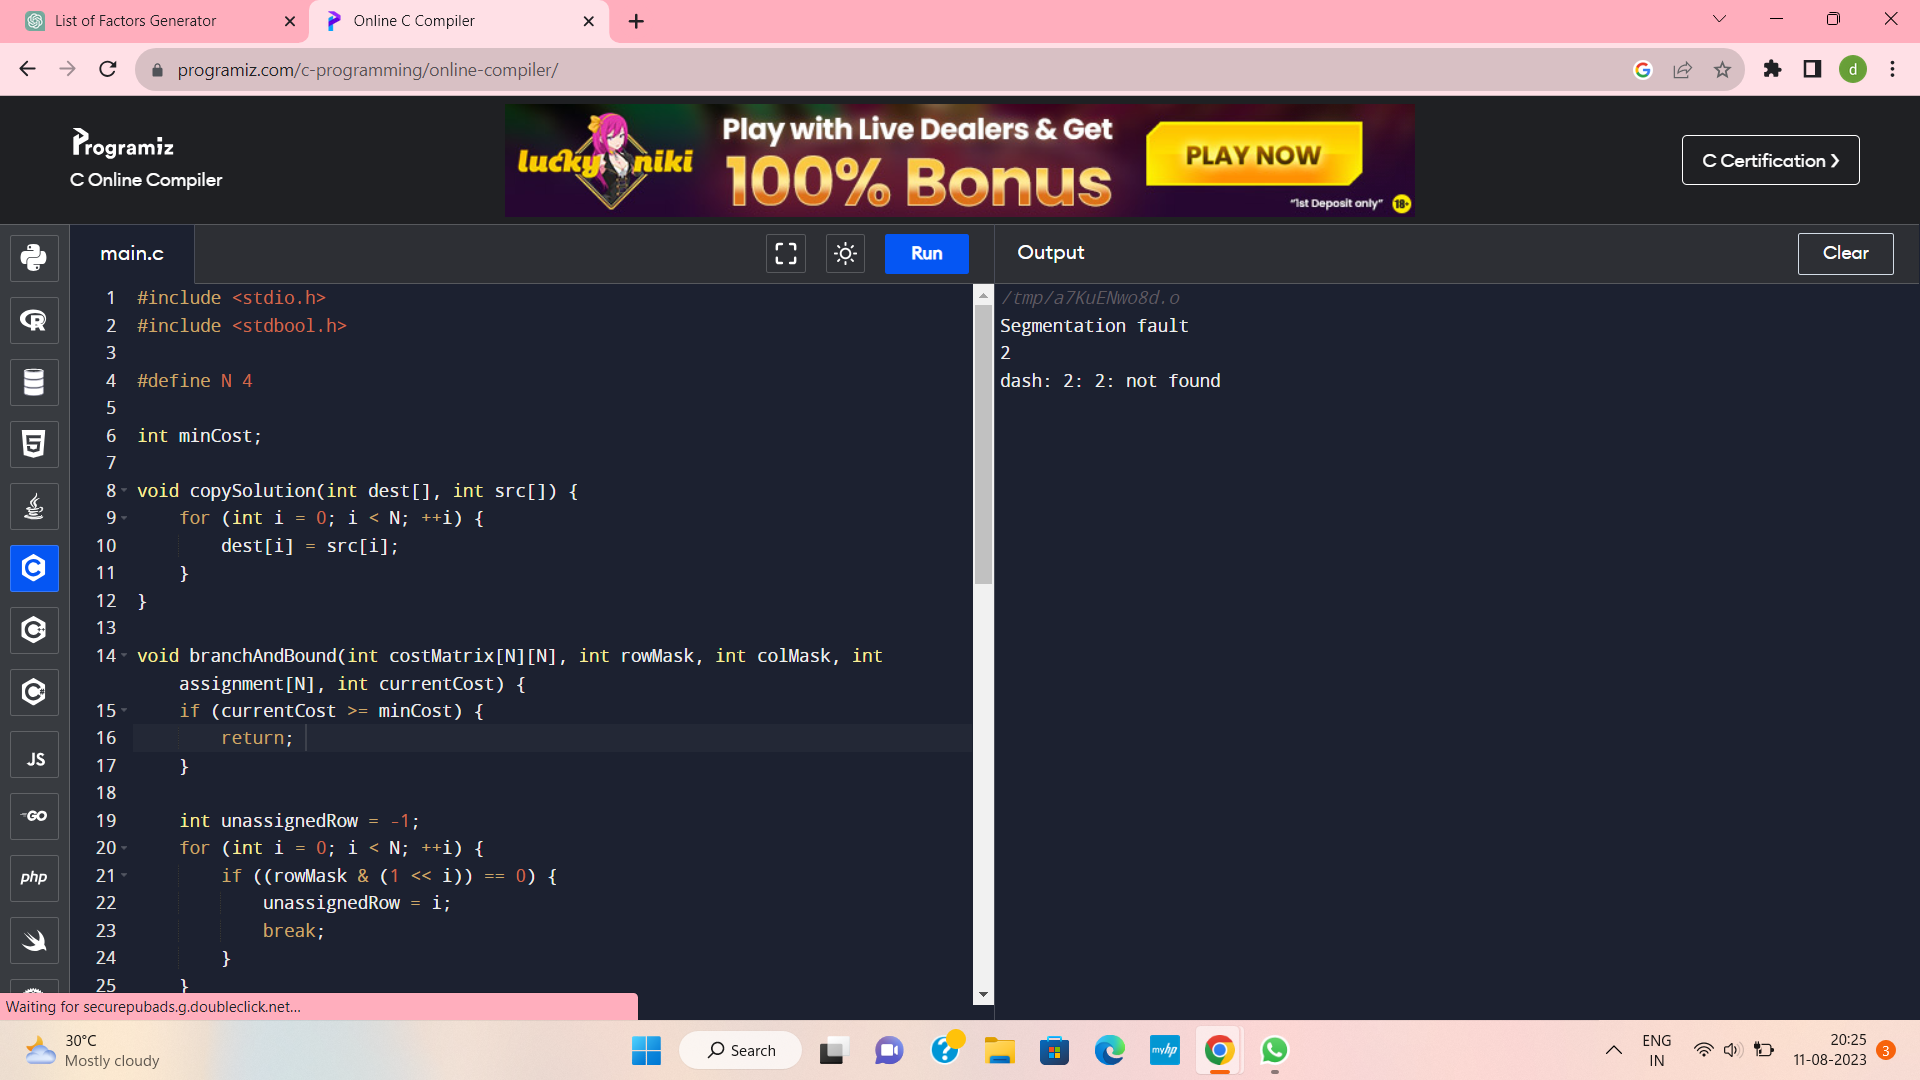 List of Factors Generator
Online C Compiler
programiz.com/c-programming/online-compiler/
d
Programiz
C Online Compiler
lucky niki
Play with Live Dealers & Get
100% Bonus
PLAY NOW
"1st Deposit only"
18+
C Certification ❯
main.c
Run
Output
Clear
1 #include <stdio.h>
2 #include <stdbool.h>
3
4 #define N 4
5
6 int minCost;
7
8 void copySolution(int dest[], int src[]) {
9 for (int i = 0; i < N; ++i) {
10 dest[i] = src[i];
11 }
12 }
13
14 void branchAndBound(int costMatrix[N][N], int rowMask, int colMask, int
assignment[N], int currentCost) {
15 if (currentCost >= minCost) {
16 return;
17 }
18
19 int unassignedRow = -1;
20 for (int i = 0; i < N; ++i) {
21 if ((rowMask & (1 << i)) == 0) {
22 unassignedRow = i;
23 break;
24 }
25 }
/tmp/a7KuENwo8d.o
Segmentation fault
2
dash: 2: 2: not found
JS
GO
php
Waiting for securepubads.g.doubleclick.net...
30°C
Mostly cloudy
Search
myhp
ENG
IN
20:25
11-08-2023
3